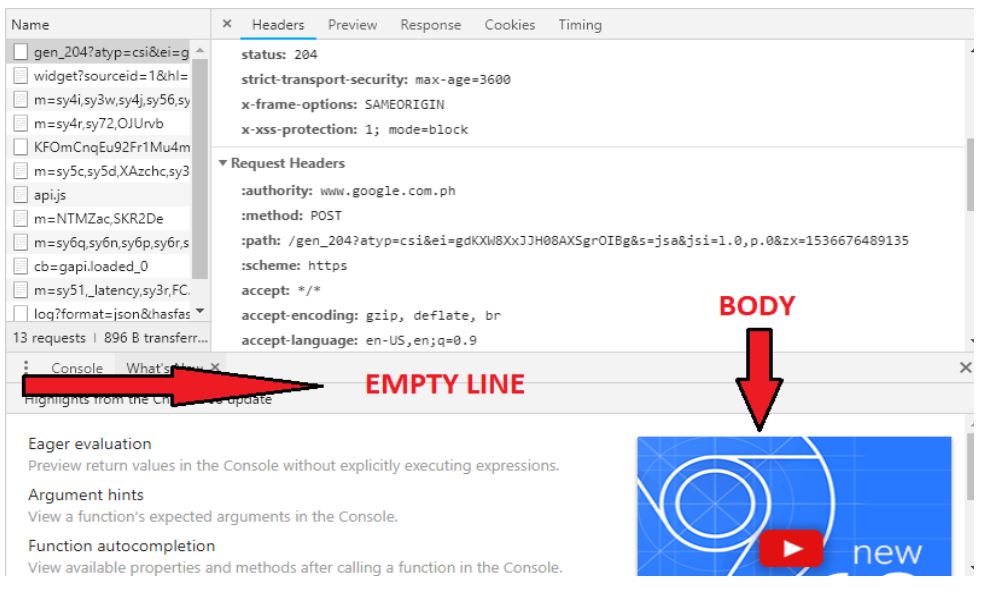 Name
× Headers Preview Response Cookies Timing
gen_204?atyp=csi&ei=g
status: 204
widget?sourceid=1&hl=
strict-transport-security: max-age=3600
m=sy4i,sy3w,sy4j,sy56,sy
x-frame-options: SAMEORIGIN
m=sy4r,sy72,OJUrvb
x-xss-protection: 1; mode=block
KFOmCnqEu92Fr1Mu4m
Request Headers
m=sy5c,sy5d,XAzchc,sy3
:authority: www.google.com.ph
api.js
:method: POST
m=NTMZac,SKR2De
:path: /gen_204?atyp=csi&ei=gdKXW8XxJJH08AXSgrOIBg&s=jsa&jsi=1.0,p.0&zx=1536676489135
m=sy6q,sy6n,sy6p,sy6r,s
:scheme: https
cb=gapi.loaded_0
accept: */*
m=sy51,_latency,sy3r,FC.
BODY
log?format=json&hasfas
accept-encoding: gzip, deflate, br
13 requests | 896 B transferr...
accept-language: en-US,en;q=0.9
Console What's New ×
EMPTY LINE
Highlights from the Ch update
Eager evaluation
Preview return values in the Console without explicitly executing expressions.
Argument hints
View a function's expected arguments in the Console.
Function autocompletion
View available properties and methods after calling a function in the Console.
new